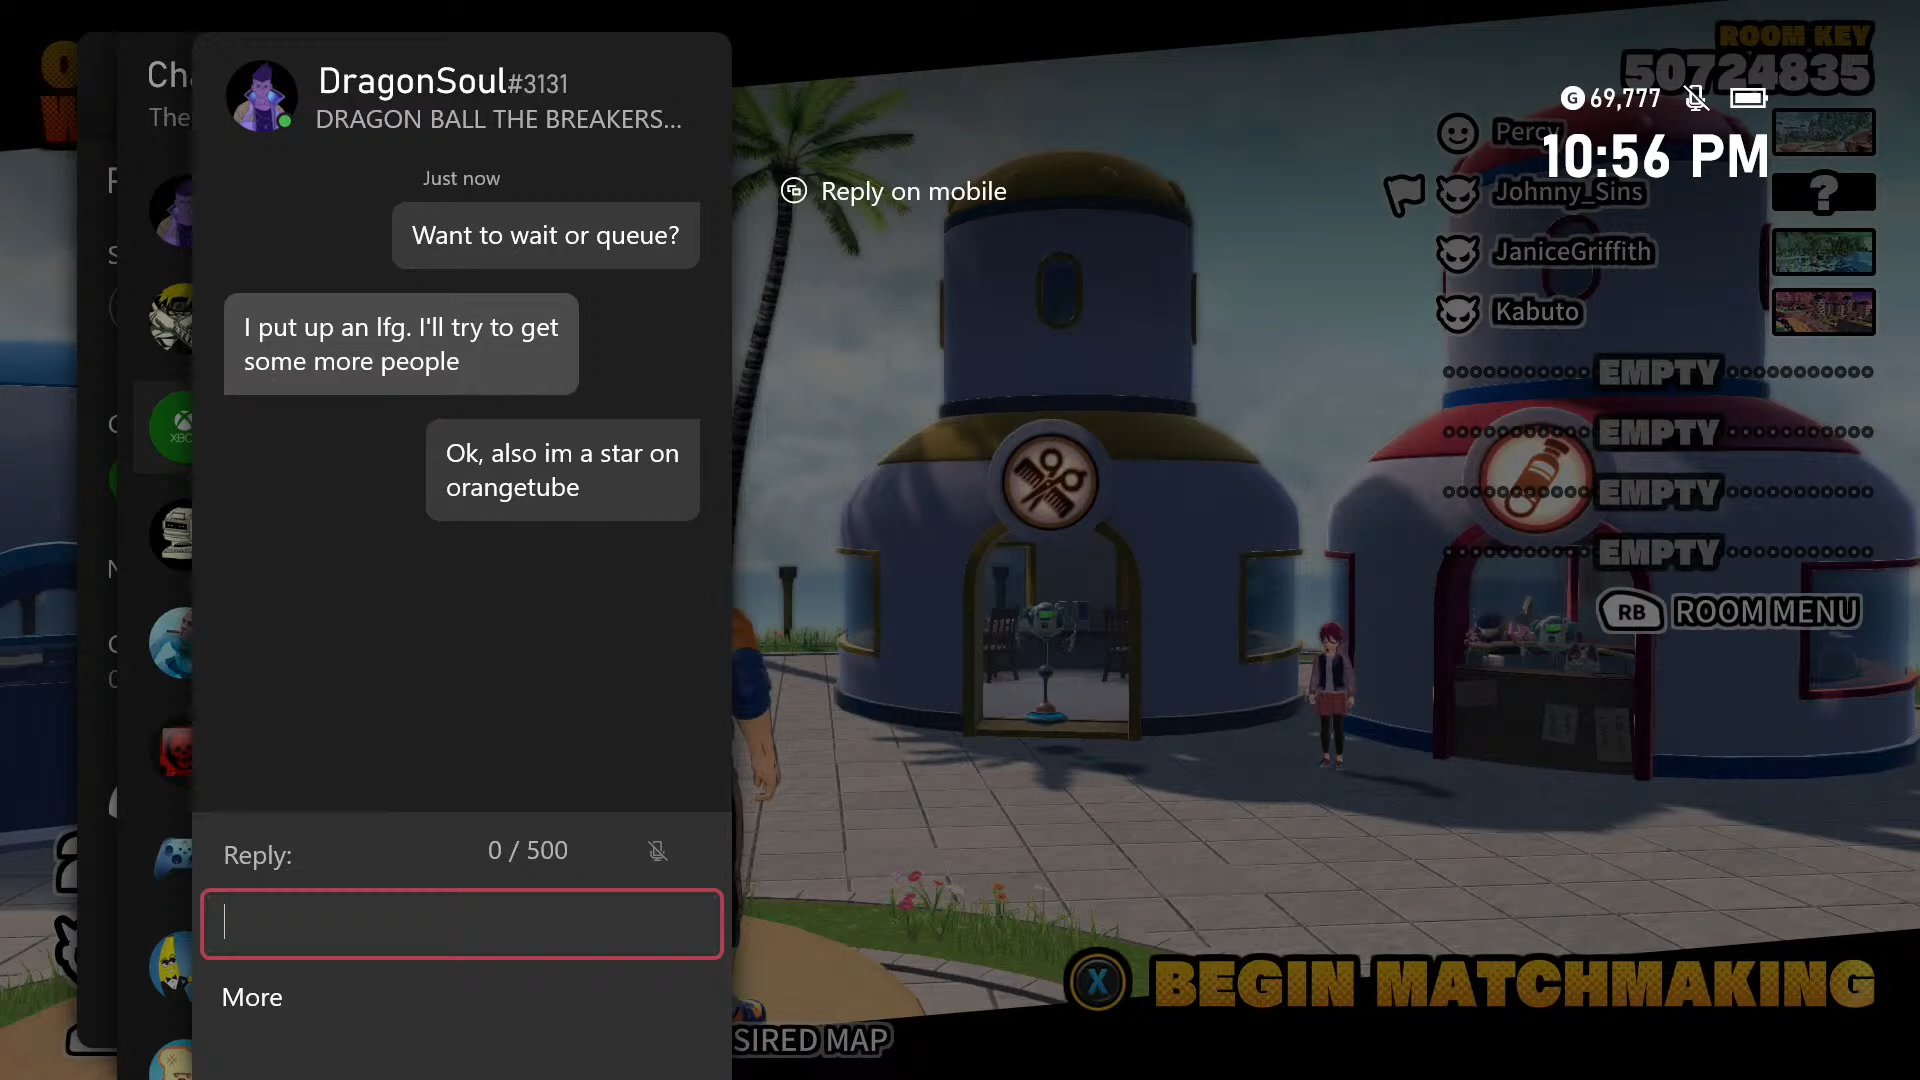 Cha
The
DragonSoul#3131
DRAGON BALL THE BREAKERS...
Just now
Want to wait or queue?
I put up an lfg. I'll try to get
some more people
Ok, also im a star on
orangetube
Reply: 0 / 500
More
Reply on mobile
ROOM KEY
50724835
G 69,777
10:56 PM
Percy
Johnny_Sins
?
JaniceGriffith
Kabuto
EMPTY
EMPTY
EMPTY
EMPTY
RB ROOM MENU
X BEGIN MATCHMAKING
SIRED MAP